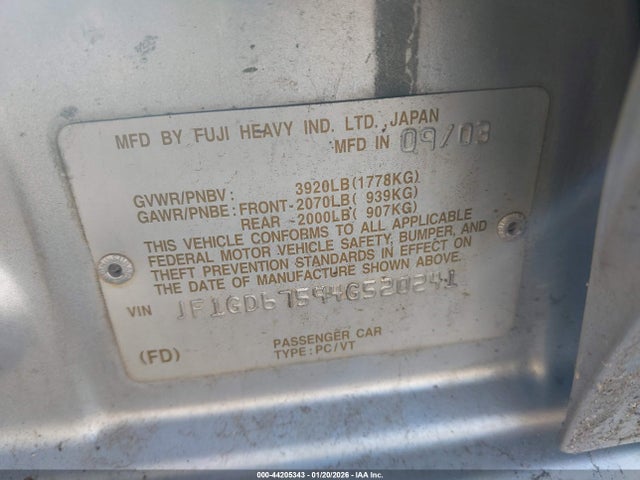 MFD BY FUJI HEAVY IND. LTD., JAPAN
MFD IN 09/03
GVWR/PNBV: 3920LB(1778KG)
GAWR/PNBE: FRONT-2070LB( 939KG)
REAR -2000LB( 907KG)
THIS VEHICLE CONFORMS TO ALL APPLICABLE
FEDERAL MOTOR VEHICLE SAFETY, BUMPER, AND
THEFT PREVENTION STANDARDS IN EFFECT ON
THE DATE OF MANUFACTURE SHOWN ABOVE.
VIN JF1GD67594G520241
(FD) PASSENGER CAR
TYPE:PC/VT
000-44205343 - 01/20/2026 - IAA Inc.